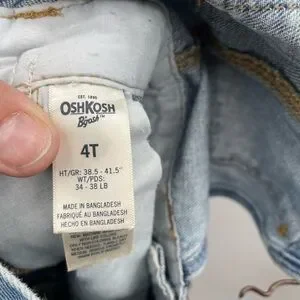 EST. 1895
OSHKOSH
B'gosh™
4T
HT/GR: 38.5 - 41.5"
WT/PDS:
34 - 38 LB
MADE IN BANGLADESH
FABRIQUÉ AU BANGLADESH
HECHO EN BANGLADESH